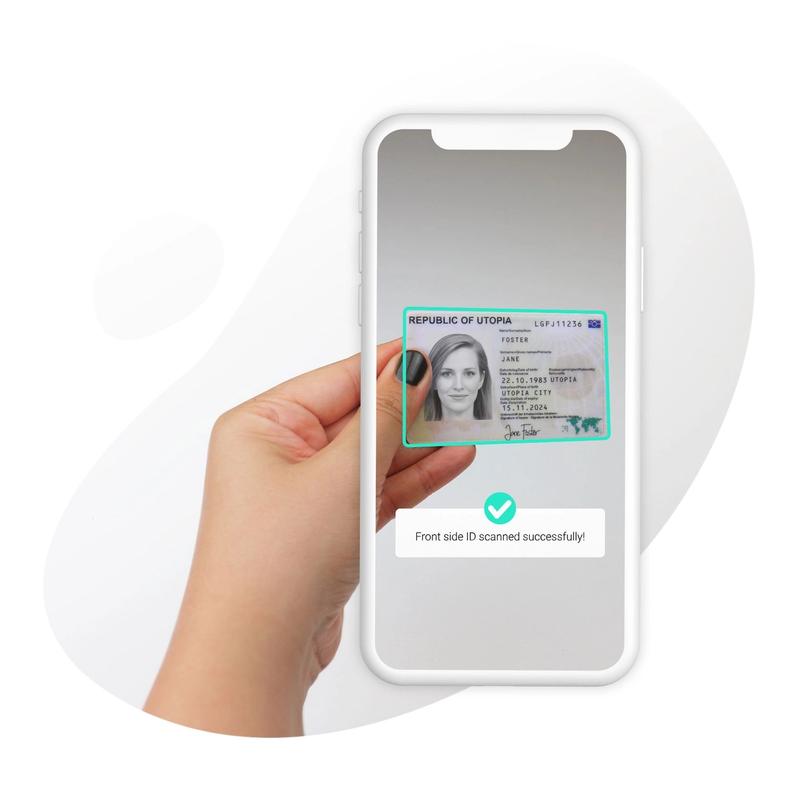 REPUBLIC OF UTOPIA
LGPJ11236
FOSTER
JANE
22.10.1983 UTOPIA
UTOPIA CITY
15.11.2024
Jane Foster
Front side ID scanned successfully!